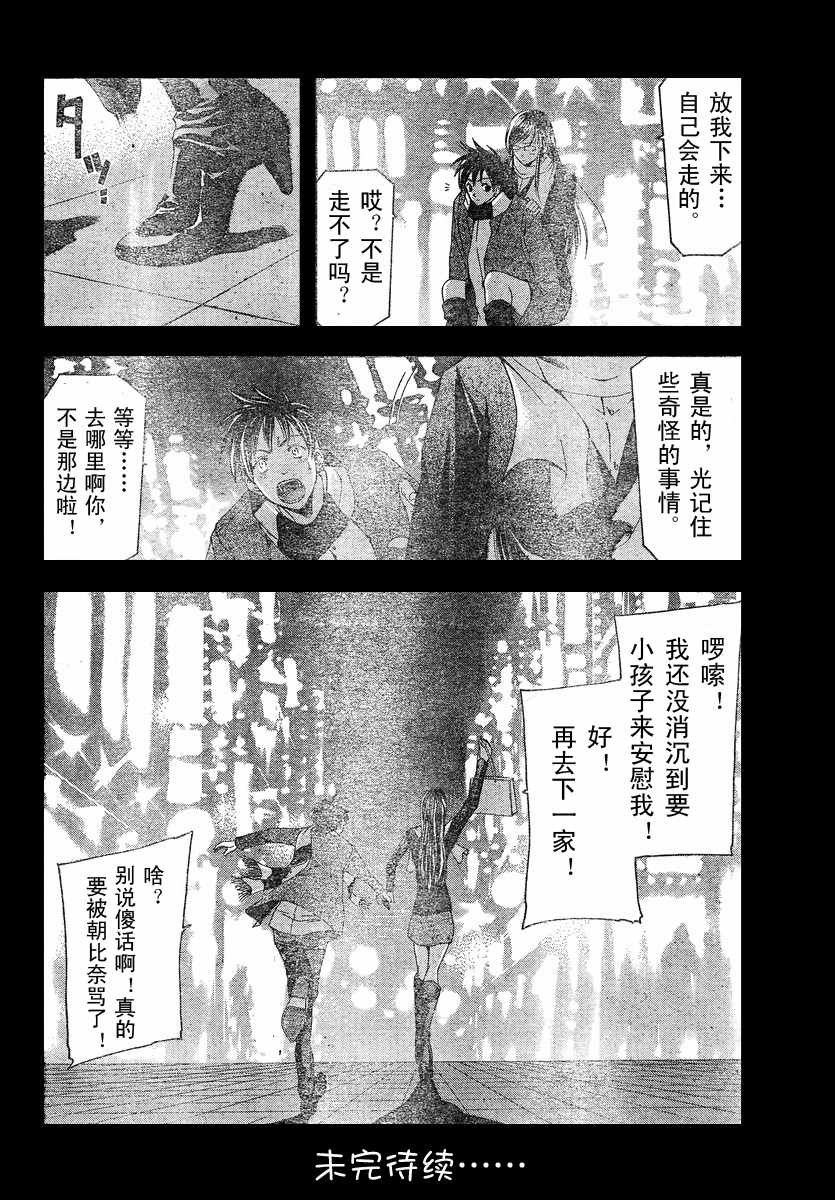 放我下来…
自己会走的。
哎？不是
走不了吗？
ダッ
真是的，光记住
些奇怪的事情。
等等……
去哪里啊你，
不是那边啦！
啰嗦！
我还没消沉到要
小孩子来安慰我！
好！
再去下一家！
啥？
别说傻话啊！真的
要被朝比奈骂了！
未完待续……